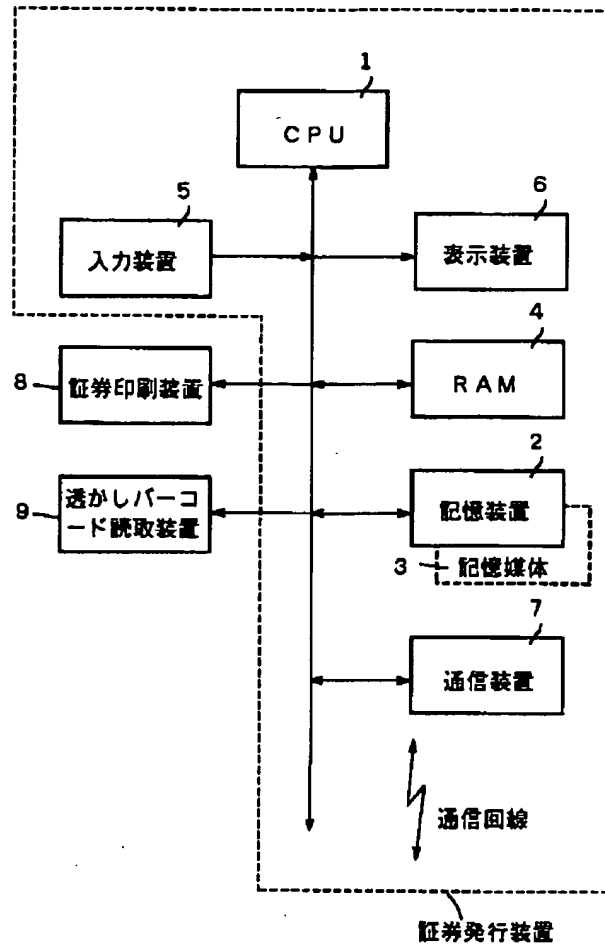 1
CPU
5
入力装置
6
表示装置
4
RAM
8
証券印刷装置
2
記憶装置
3
記憶媒体
9
透かしバーコ
ード読取装置
7
通信装置
通信回線
証券発行装置